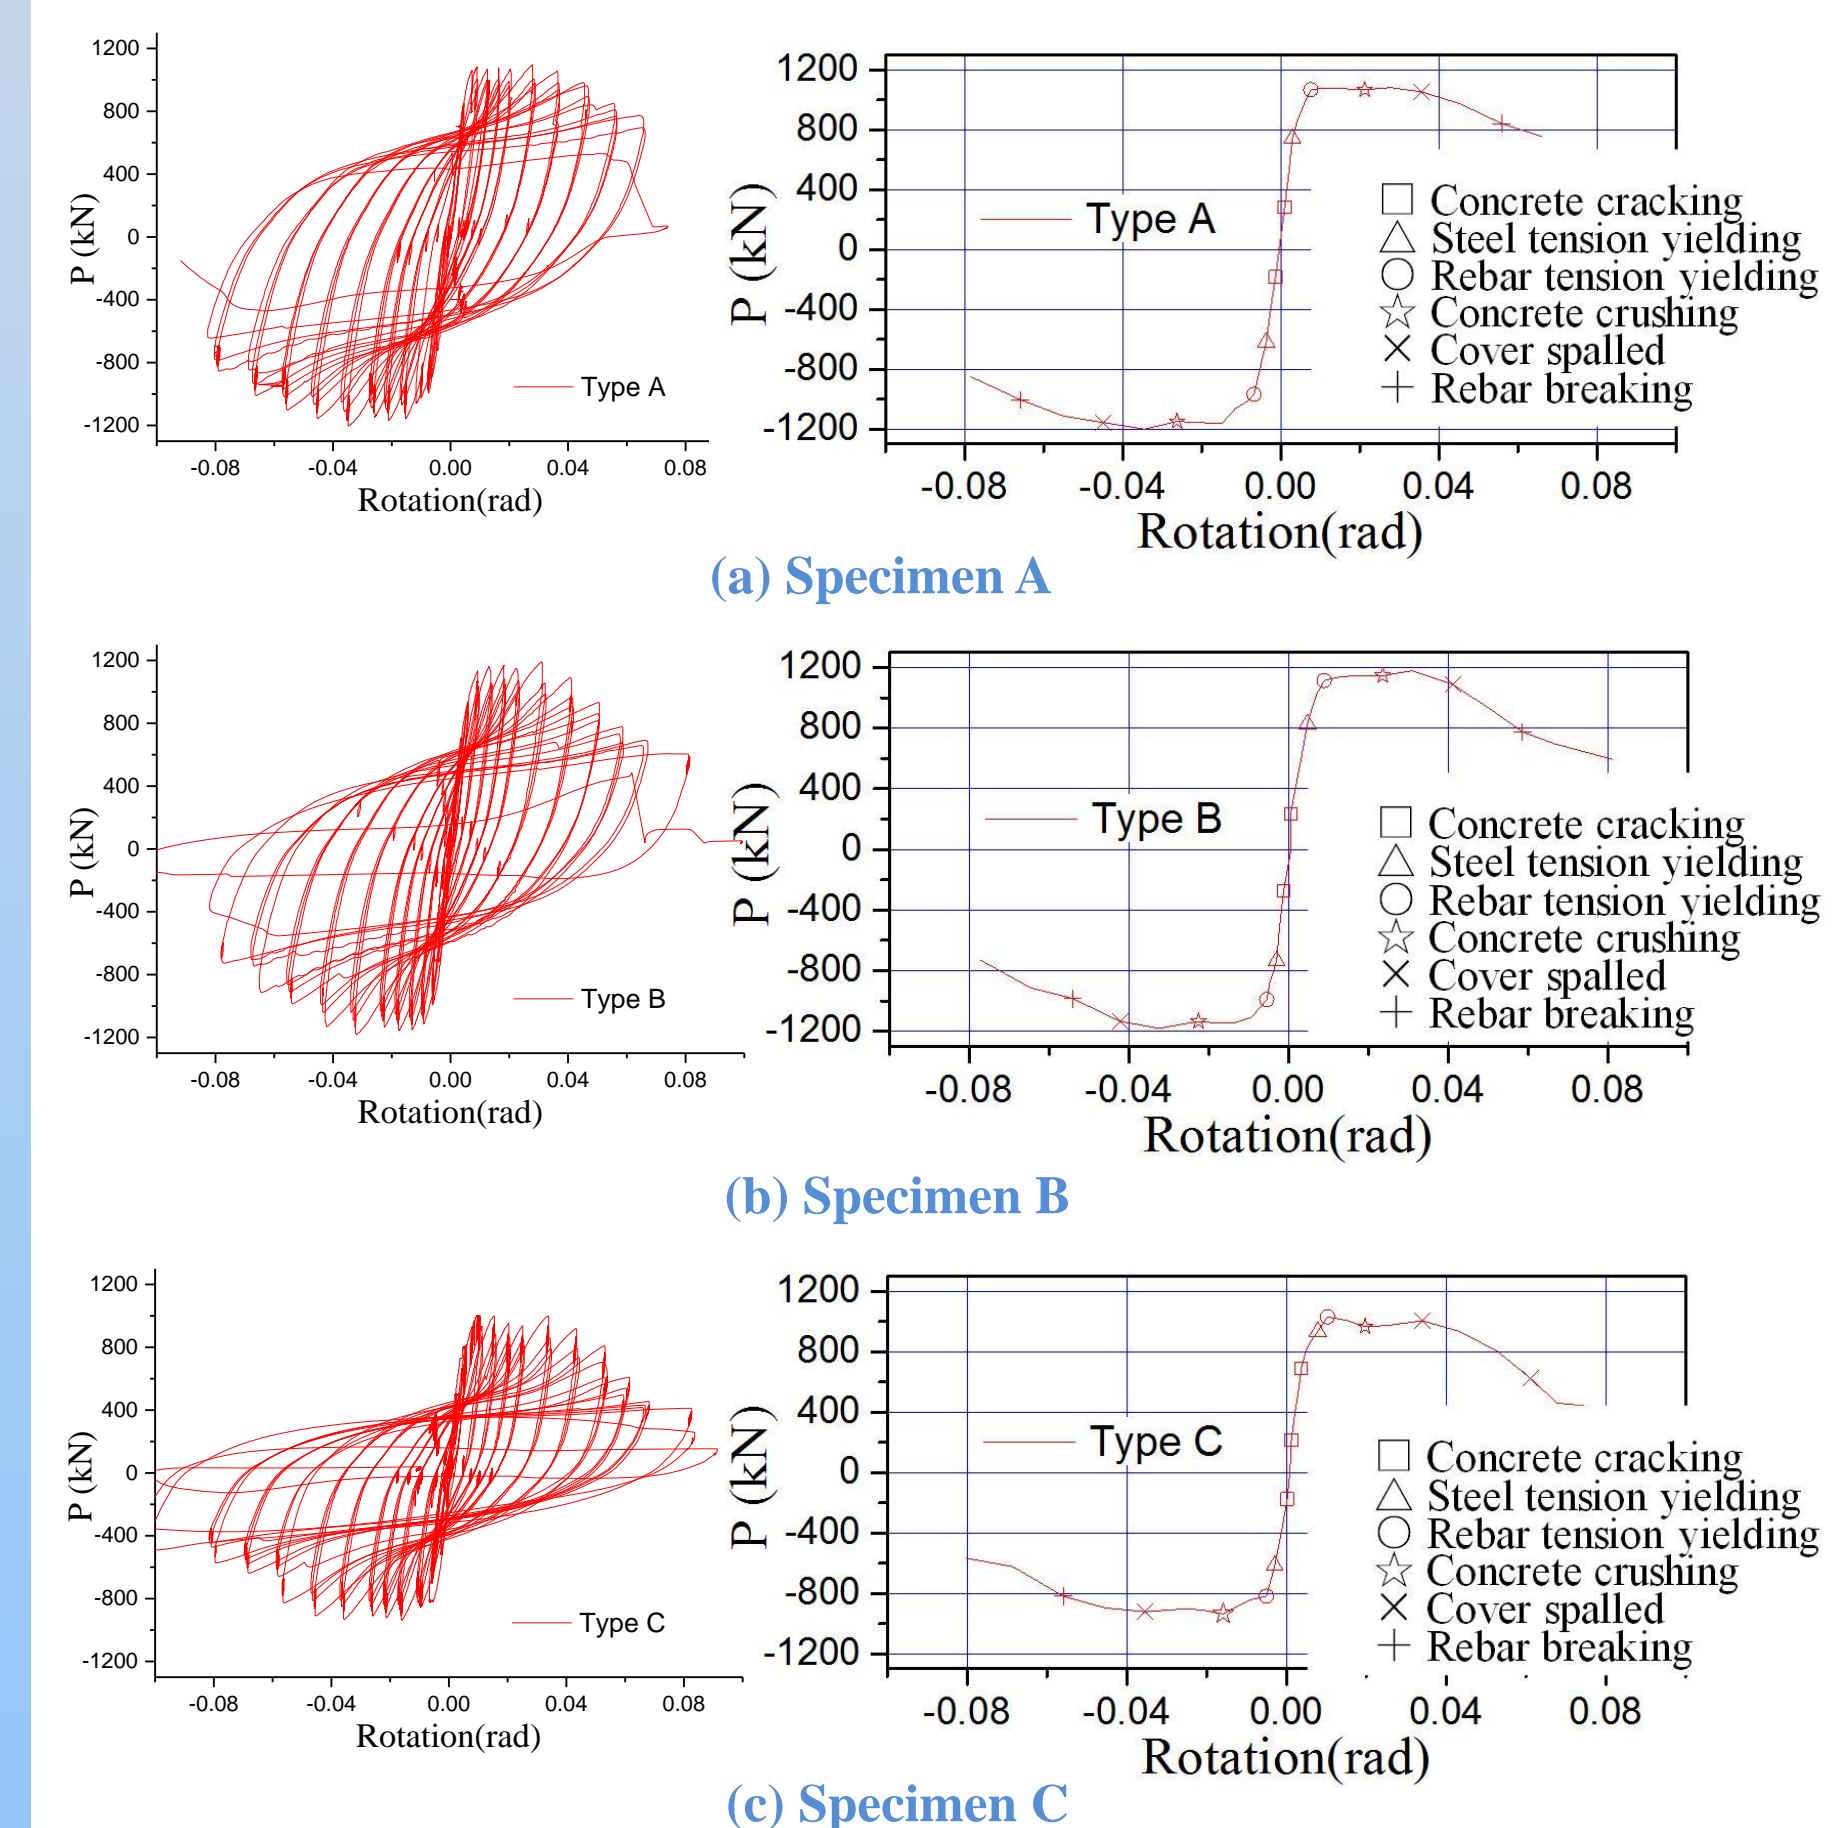 1200
800
400
0
-400
-800
-1200
P (kN)
Type A
-0.08 -0.04 0.00 0.04 0.08
Rotation(rad)
1200
800
400
0
-400
-800
-1200
P (kN)
Type A
Concrete cracking
Steel tension yielding
Rebar tension yielding
Concrete crushing
Cover spalled
Rebar breaking
-0.08 -0.04 0.00 0.04 0.08
Rotation(rad)
(a) Specimen A
1200
800
400
0
-400
-800
-1200
P (kN)
Type B
-0.08 -0.04 0.00 0.04 0.08
Rotation(rad)
1200
800
400
0
-400
-800
-1200
P (kN)
Type B
Concrete cracking
Steel tension yielding
Rebar tension yielding
Concrete crushing
Cover spalled
Rebar breaking
-0.08 -0.04 0.00 0.04 0.08
Rotation(rad)
(b) Specimen B
1200
800
400
0
-400
-800
-1200
P (kN)
Type C
-0.08 -0.04 0.00 0.04 0.08
Rotation(rad)
1200
800
400
0
-400
-800
-1200
P (kN)
Type C
Concrete cracking
Steel tension yielding
Rebar tension yielding
Concrete crushing
Cover spalled
Rebar breaking
-0.08 -0.04 0.00 0.04 0.08
Rotation(rad)
(c) Specimen C